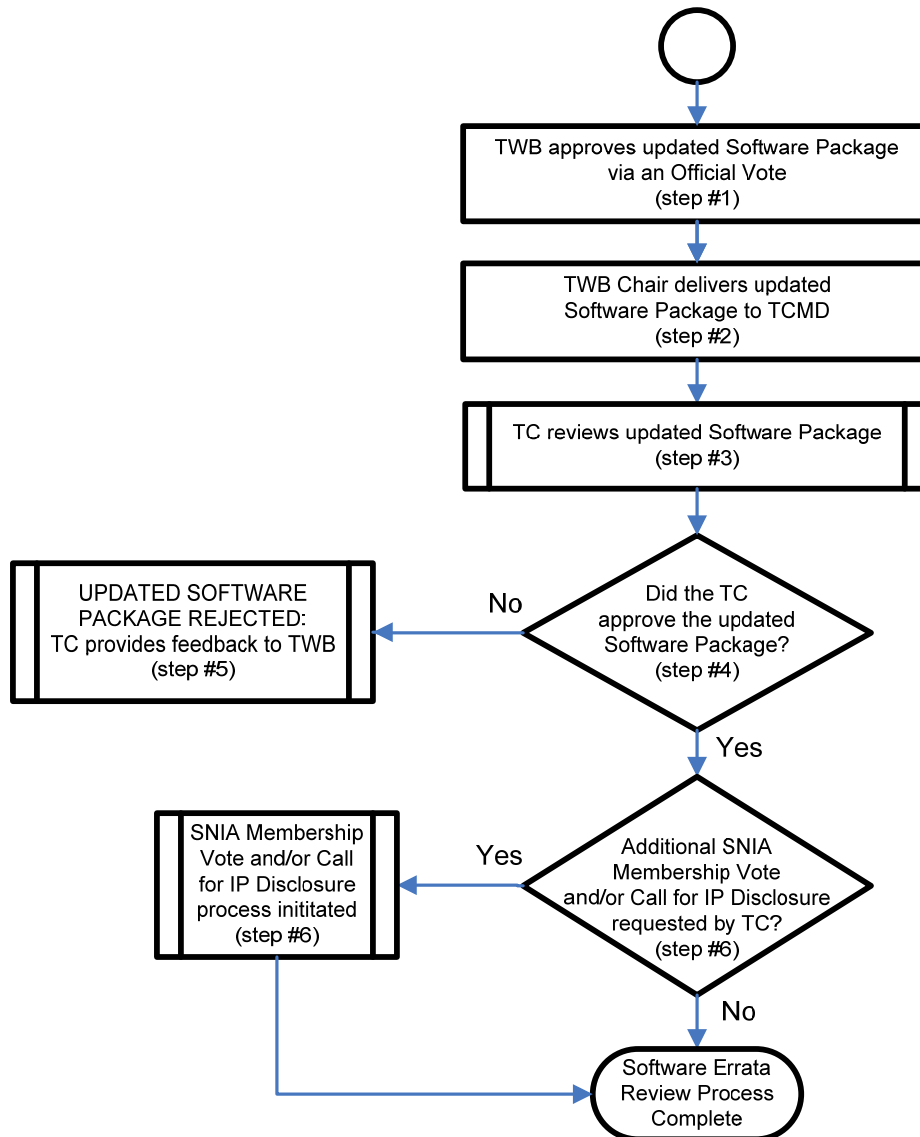 TWB approves updated Software Package
via an Official Vote
(step #1)
TWB Chair delivers updated
Software Package to TCMD
(step #2)
TC reviews updated Software Package
(step #3)
Did the TC
approve the updated
Software Package?
(step #4)
No
UPDATED SOFTWARE
PACKAGE REJECTED:
TC provides feedback to TWB
(step #5)
Yes
Additional SNIA
Membership Vote
and/or Call for IP Disclosure
requested by TC?
(step #6)
Yes
SNIA Membership
Vote and/or Call
for IP Disclosure
process inititated
(step #6)
No
Software Errata
Review Process
Complete